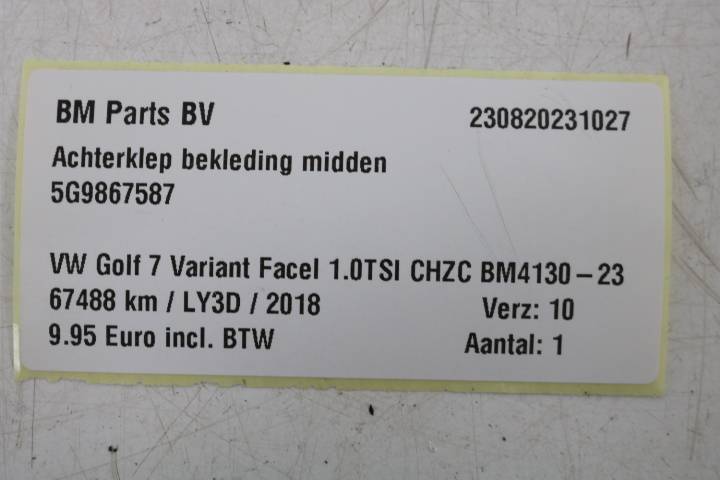 BM Parts BV 230820231027
Achterklep bekleding midden
5G9867587
VW Golf 7 Variant Facel 1.0TSI CHZC BM4130-23
67488 km / LY3D / 2018 Verz: 10
9.95 Euro incl. BTW Aantal: 1